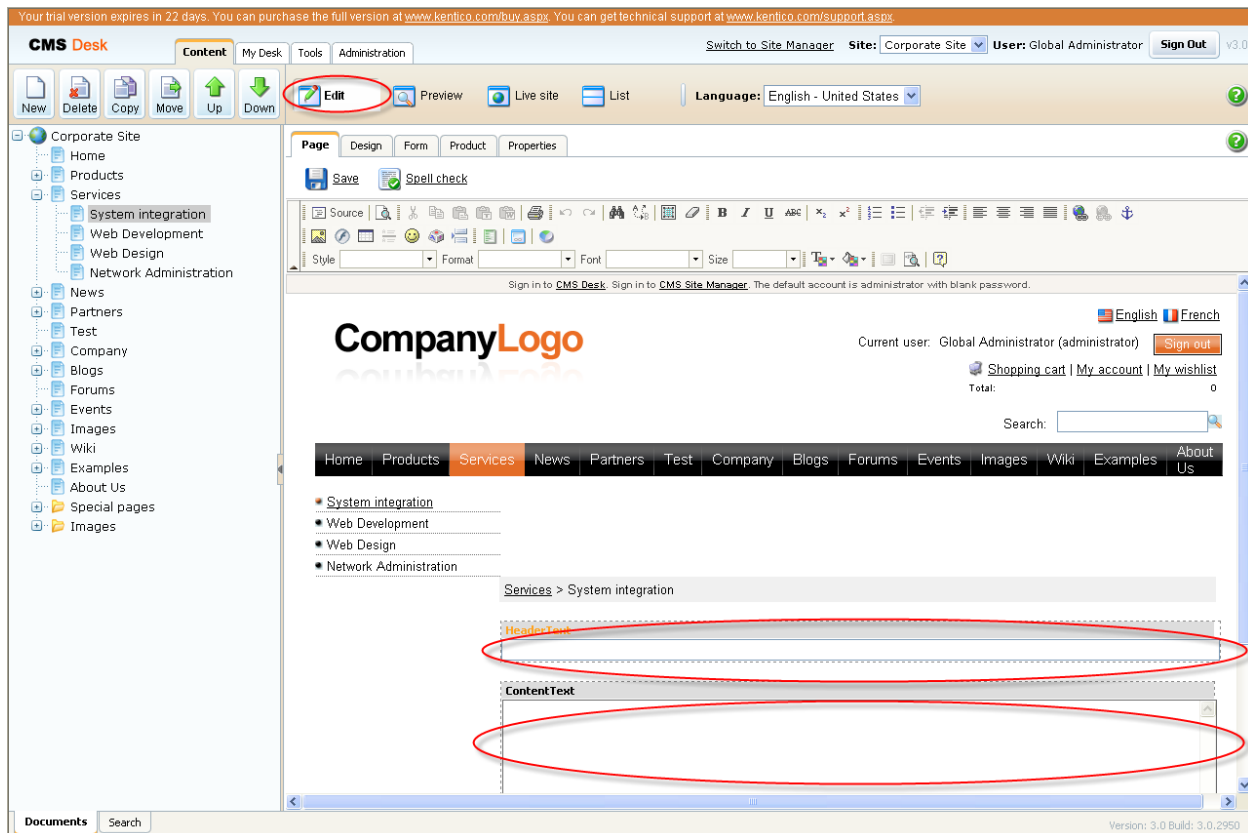 Your trial version expires in 22 days. You can purchase the full version at www.kentico.com/buy.aspx. You can get technical support at www.kentico.com/support.aspx.
CMS Desk Content My Desk Tools Administration Switch to Site Manager Site: Corporate Site User: Global Administrator Sign Out v3.0
New Delete Copy Move Up Down Edit Preview Live site List Language: English - United States
Corporate Site
Home
Products
Services
System integration
Web Development
Web Design
Network Administration
News
Partners
Test
Company
Blogs
Forums
Events
Images
Wiki
Examples
About Us
Special pages
Images
Page Design Form Product Properties
Save Spell check
Source B I U ABC x₂ x²
Style Format Font Size
Sign in to CMS Desk. Sign in to CMS Site Manager. The default account is administrator with blank password.
English French
CompanyLogo
Current user: Global Administrator (administrator) Sign out
Shopping cart | My account | My wishlist
Total: 0
Search:
Home Products Services News Partners Test Company Blogs Forums Events Images Wiki Examples About Us
System integration
Web Development
Web Design
Network Administration
Services > System integration
HeaderText
ContentText
Documents Search
Version: 3.0 Build: 3.0.2950